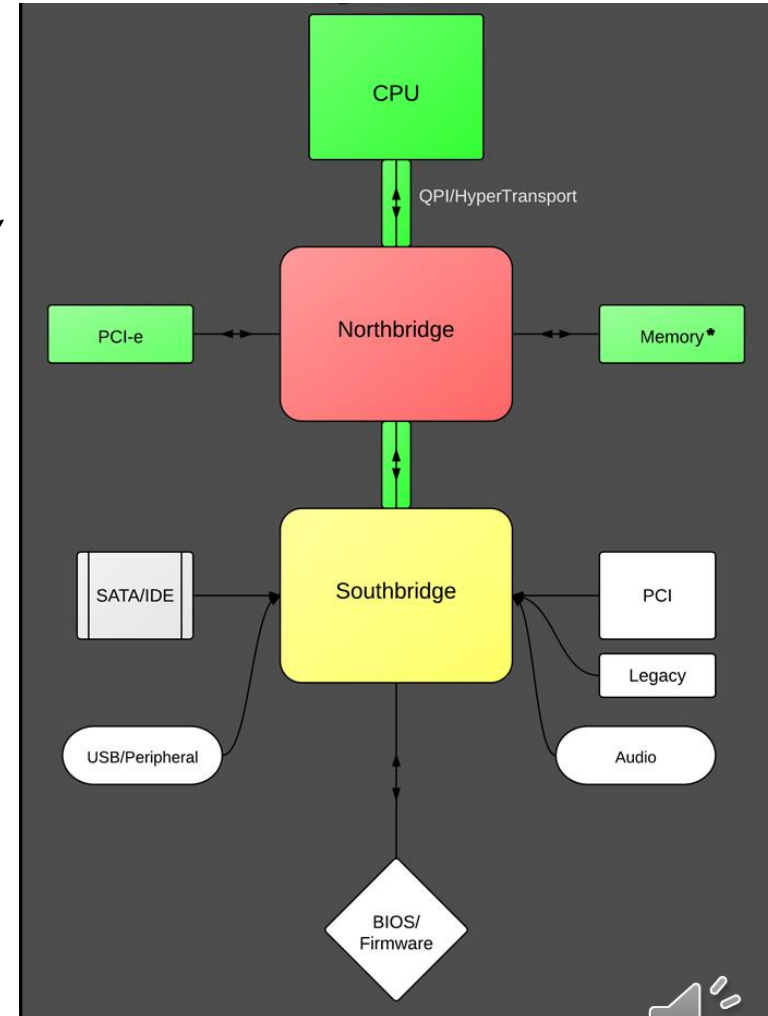 CPU
QPI/HyperTransport
Northbridge
PCI-e
Memory*
Southbridge
SATA/IDE
PCI
Legacy
USB/Peripheral
Audio
BIOS/
Firmware